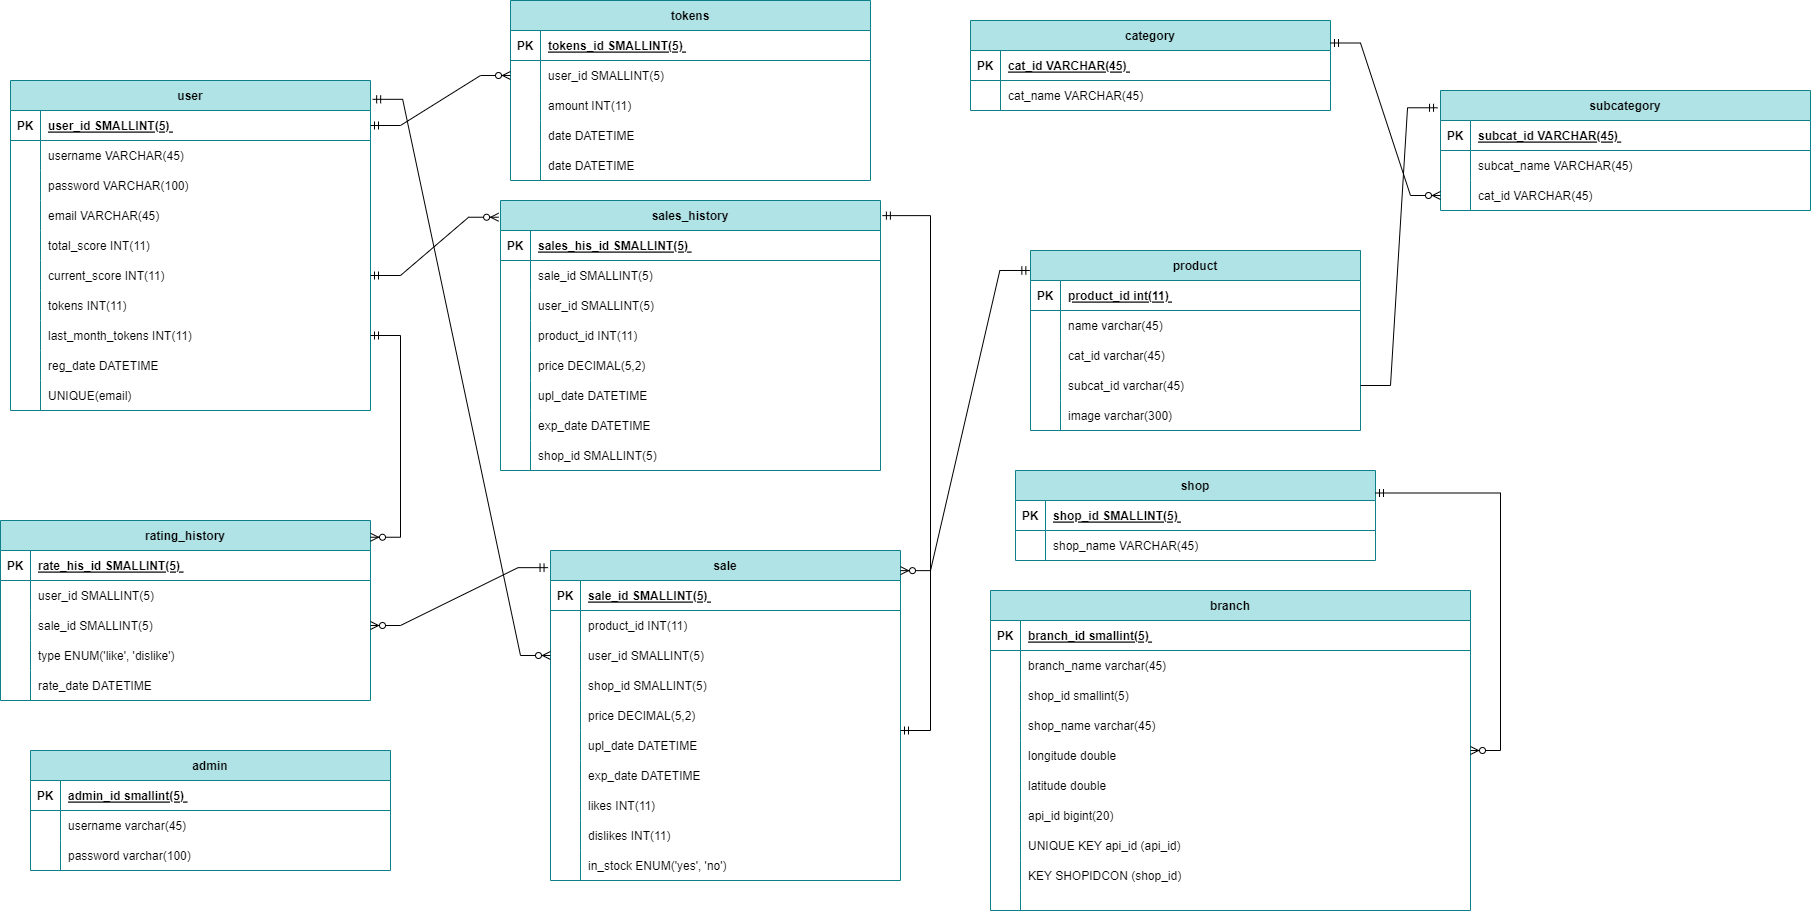 tokens
PK tokens_id SMALLINT(5)
user_id SMALLINT(5)
amount INT(11)
date DATETIME
date DATETIME
category
PK cat_id VARCHAR(45)
cat_name VARCHAR(45)
user
PK user_id SMALLINT(5)
username VARCHAR(45)
password VARCHAR(100)
email VARCHAR(45)
total_score INT(11)
current_score INT(11)
tokens INT(11)
last_month_tokens INT(11)
reg_date DATETIME
UNIQUE(email)
subcategory
PK subcat_id VARCHAR(45)
subcat_name VARCHAR(45)
cat_id VARCHAR(45)
sales_history
PK sales_his_id SMALLINT(5)
sale_id SMALLINT(5)
user_id SMALLINT(5)
product_id INT(11)
price DECIMAL(5,2)
upl_date DATETIME
exp_date DATETIME
shop_id SMALLINT(5)
product
PK product_id int(11)
name varchar(45)
cat_id varchar(45)
subcat_id varchar(45)
image varchar(300)
shop
PK shop_id SMALLINT(5)
shop_name VARCHAR(45)
rating_history
PK rate_his_id SMALLINT(5)
user_id SMALLINT(5)
sale_id SMALLINT(5)
type ENUM('like', 'dislike')
rate_date DATETIME
sale
PK sale_id SMALLINT(5)
product_id INT(11)
user_id SMALLINT(5)
shop_id SMALLINT(5)
price DECIMAL(5,2)
upl_date DATETIME
exp_date DATETIME
likes INT(11)
dislikes INT(11)
in_stock ENUM('yes', 'no')
branch
PK branch_id smallint(5)
branch_name varchar(45)
shop_id smallint(5)
shop_name varchar(45)
longitude double
latitude double
api_id bigint(20)
UNIQUE KEY api_id (api_id)
KEY SHOPIDCON (shop_id)
admin
PK admin_id smallint(5)
username varchar(45)
password varchar(100)